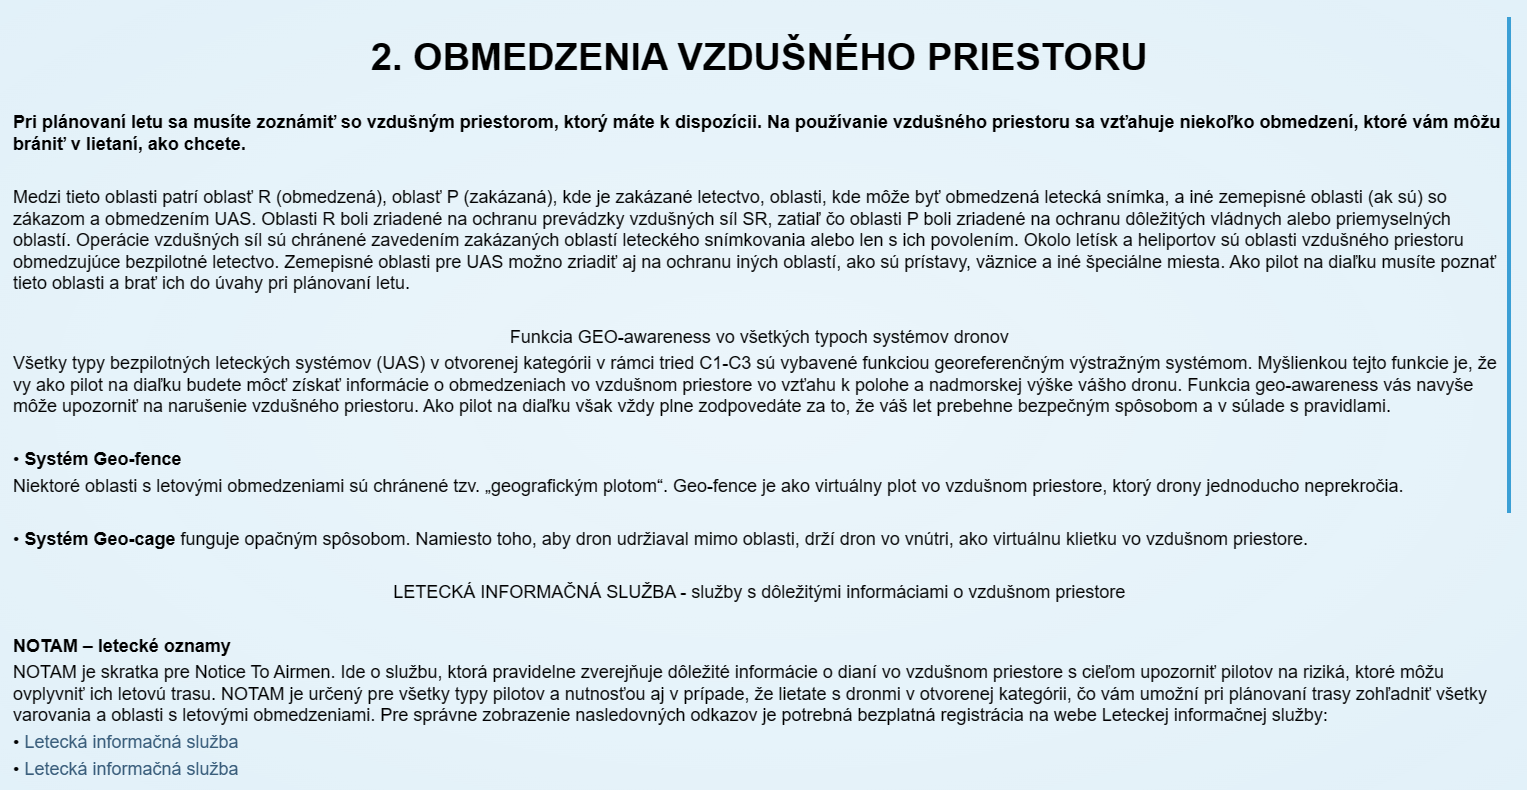 2. OBMEDZENIA VZDUŠNÉHO PRIESTORU
Pri plánovaní letu sa musíte zoznámiť so vzdušným priestorom, ktorý máte k dispozícii. Na používanie vzdušného priestoru sa vzťahuje niekoľko obmedzení, ktoré vám môžu
brániť v lietaní, ako chcete.
Medzi tieto oblasti patrí oblasť R (obmedzená), oblasť P (zakázaná), kde je zakázané letectvo, oblasti, kde môže byť obmedzená letecká snímka, a iné zemepisné oblasti (ak sú) so
zákazom a obmedzením UAS. Oblasti R boli zriadené na ochranu prevádzky vzdušných síl SR, zatiaľ čo oblasti P boli zriadené na ochranu dôležitých vládnych alebo priemyselných
oblastí. Operácie vzdušných síl sú chránené zavedením zakázaných oblastí leteckého snímkovania alebo len s ich povolením. Okolo letísk a heliportov sú oblasti vzdušného priestoru
obmedzujúce bezpilotné letectvo. Zemepisné oblasti pre UAS možno zriadiť aj na ochranu iných oblastí, ako sú prístavy, väznice a iné špeciálne miesta. Ako pilot na diaľku musíte poznať
tieto oblasti a brať ich do úvahy pri plánovaní letu.
Funkcia GEO-awareness vo všetkých typoch systémov dronov
Všetky typy bezpilotných leteckých systémov (UAS) v otvorenej kategórii v rámci tried C1-C3 sú vybavené funkciou georeferenčným výstražným systémom. Myšlienkou tejto funkcie je, že
vy ako pilot na diaľku budete môcť získať informácie o obmedzeniach vo vzdušnom priestore vo vzťahu k polohe a nadmorskej výške vášho dronu. Funkcia geo-awareness vás navyše
môže upozorniť na narušenie vzdušného priestoru. Ako pilot na diaľku však vždy plne zodpovedáte za to, že váš let prebehne bezpečným spôsobom a v súlade s pravidlami.
• Systém Geo-fence
Niektoré oblasti s letovými obmedzeniami sú chránené tzv. „geografickým plotom“. Geo-fence je ako virtuálny plot vo vzdušnom priestore, ktorý drony jednoducho neprekročia.
• Systém Geo-cage funguje opačným spôsobom. Namiesto toho, aby dron udržiaval mimo oblasti, drží dron vo vnútri, ako virtuálnu klietku vo vzdušnom priestore.
LETECKÁ INFORMAČNÁ SLUŽBA - služby s dôležitými informáciami o vzdušnom priestore
NOTAM – letecké oznamy
NOTAM je skratka pre Notice To Airmen. Ide o službu, ktorá pravidelne zverejňuje dôležité informácie o dianí vo vzdušnom priestore s cieľom upozorniť pilotov na riziká, ktoré môžu
ovplyvniť ich letovú trasu. NOTAM je určený pre všetky typy pilotov a nutnosťou aj v prípade, že lietate s dronmi v otvorenej kategórii, čo vám umožní pri plánovaní trasy zohľadniť všetky
varovania a oblasti s letovými obmedzeniami. Pre správne zobrazenie nasledovných odkazov je potrebná bezplatná registrácia na webe Leteckej informačnej služby:
• Letecká informačná služba
• Letecká informačná služba